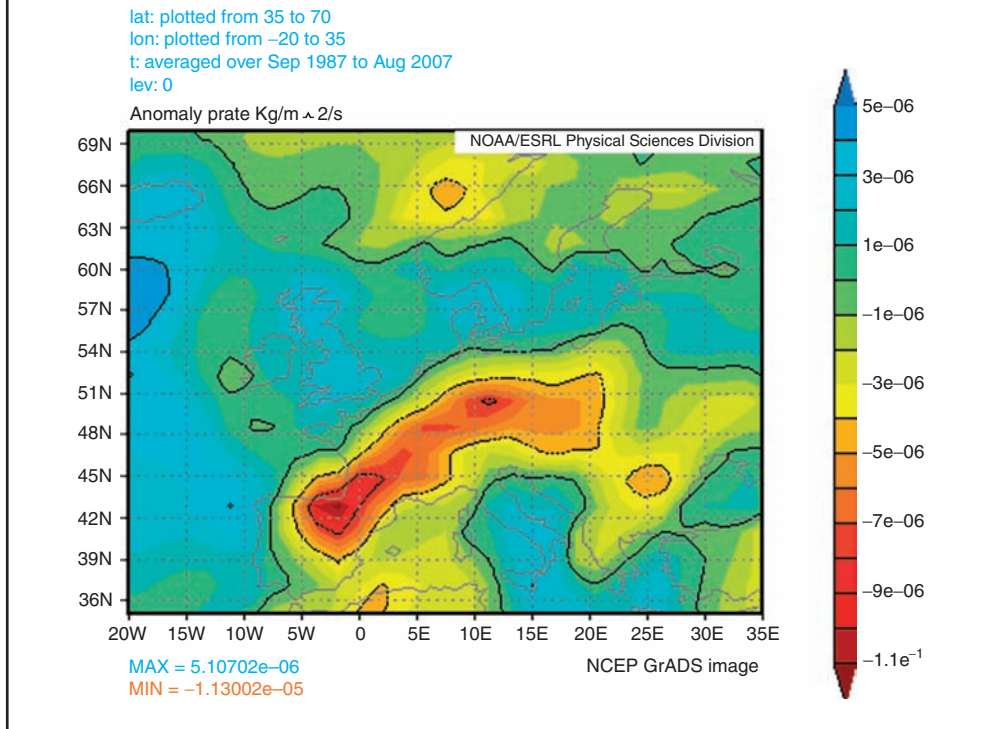 lat: plotted from 35 to 70
lon: plotted from −20 to 35
t: averaged over Sep 1987 to Aug 2007
lev: 0
Anomaly prate Kg/m ^ 2/s
NOAA/ESRL Physical Sciences Division
69N
66N
63N
60N
57N
54N
51N
48N
45N
42N
39N
36N
20W 15W 10W 5W 0 5E 10E 15E 20E 25E 30E 35E
5e−06
3e−06
1e−06
−1e−06
−3e−06
−5e−06
−7e−06
−9e−06
−1.1e⁻¹
MAX = 5.10702e−06
MIN = −1.13002e−05
NCEP GrADS image